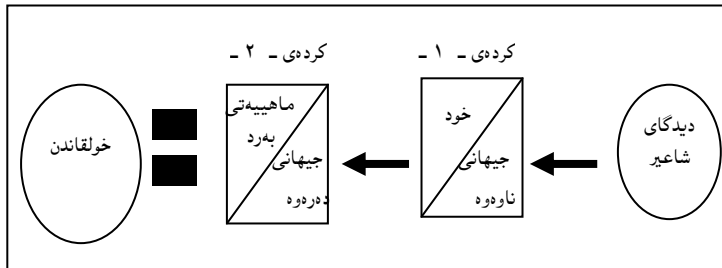 کردەی ـ ١ ـ
کردەی ـ ٢ ـ
دیدگای
شاعیر
خود
جیهانی
ناوەوە
ماهییەتی
بەرد
جیهانی
دەرەوە
خولقاندن